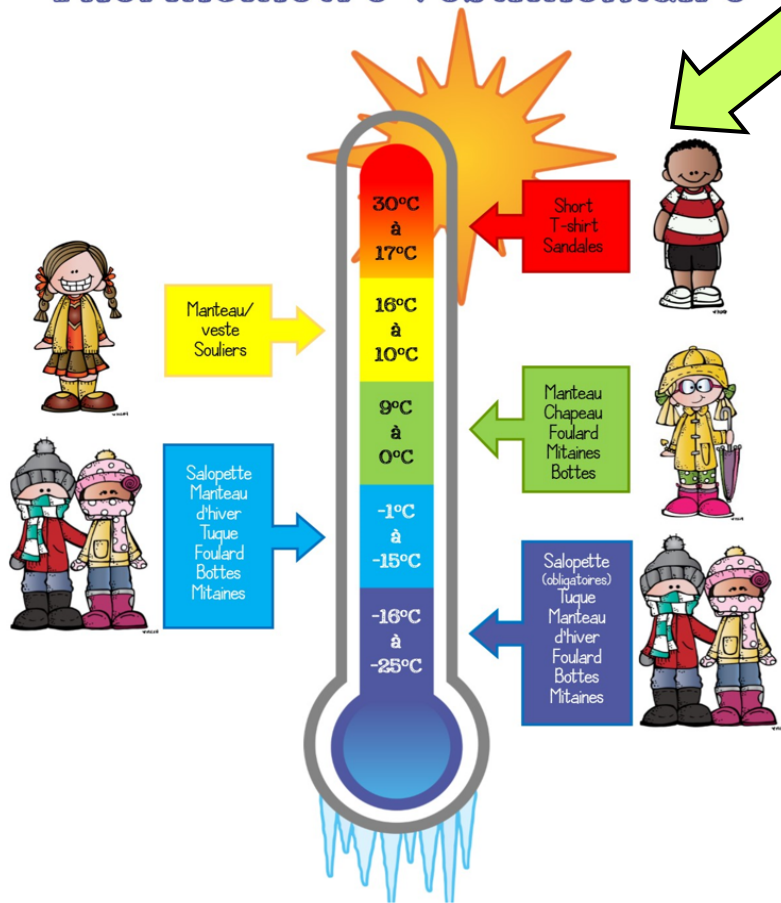 30°C
à
17°C
Short
T-shirt
Sandales
Manteau/
veste
Souliers
16°C
à
10°C
9°C
à
0°C
Manteau
Chapeau
Foulard
Mitaines
Bottes
Salopette
Manteau
d'hiver
Tuque
Foulard
Bottes
Mitaines
-1°C
à
-15°C
-16°C
à
-25°C
Salopette
(obligatoires)
Tuque
Manteau
d'hiver
Foulard
Bottes
Mitaines